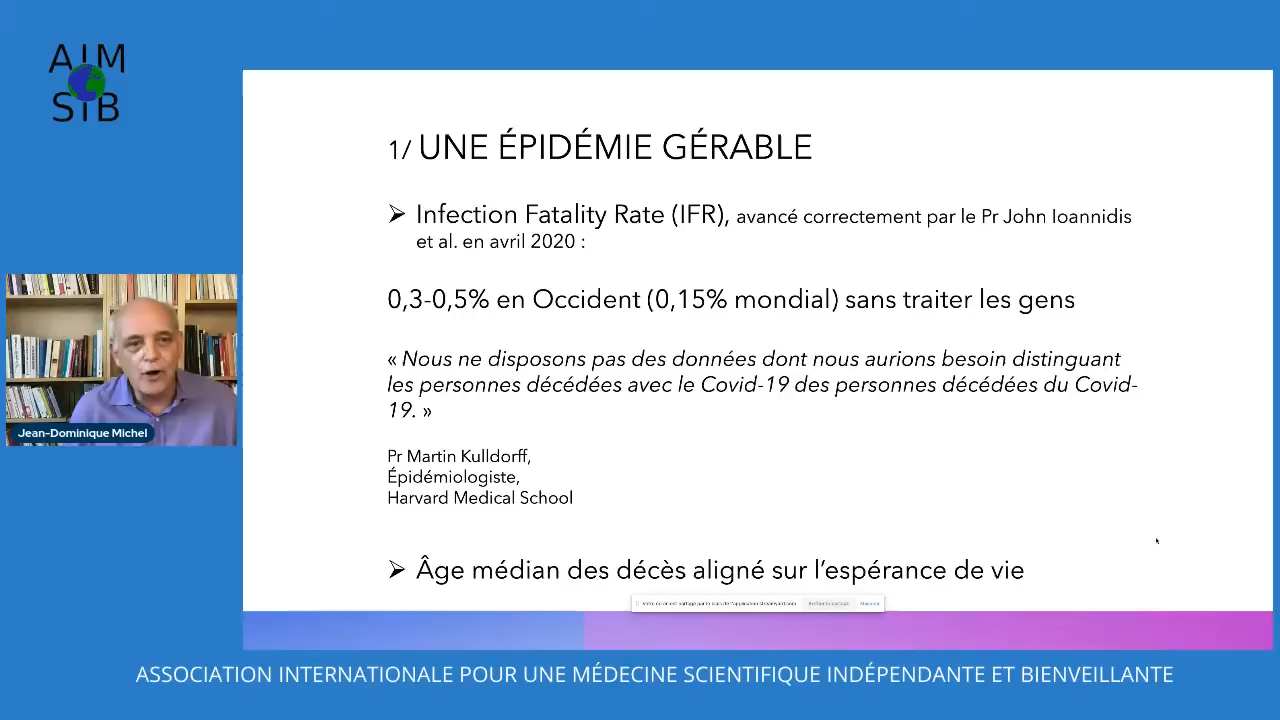 AIM
SIB
1/ UNE ÉPIDÉMIE GÉRABLE
➢ Infection Fatality Rate (IFR), avancé correctement par le Pr John Ioannidis
et al. en avril 2020 :
0,3-0,5% en Occident (0,15% mondial) sans traiter les gens
« Nous ne disposons pas des données dont nous aurions besoin distinguant
les personnes décédées avec le Covid-19 des personnes décédées du Covid-
19. »
Pr Martin Kulldorff,
Épidémiologiste,
Harvard Medical School
➢ Âge médian des décès aligné sur l’espérance de vie
Jean-Dominique Michel
ASSOCIATION INTERNATIONALE POUR UNE MÉDECINE SCIENTIFIQUE INDÉPENDANTE ET BIENVEILLANTE